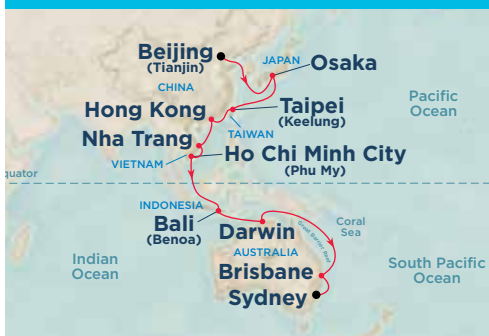 Beijing
(Tianjin)
JAPAN
Osaka
CHINA
Pacific
Ocean
Hong Kong
Taipei
(Keelung)
TAIWAN
Nha Trang
Ho Chi Minh City
(Phu My)
VIETNAM
quator
INDONESIA
Bali
(Benoa)
Darwin
Great Barrier Reef
Coral
Sea
AUSTRALIA
Indian
Ocean
Brisbane
South Pacific
Ocean
Sydney